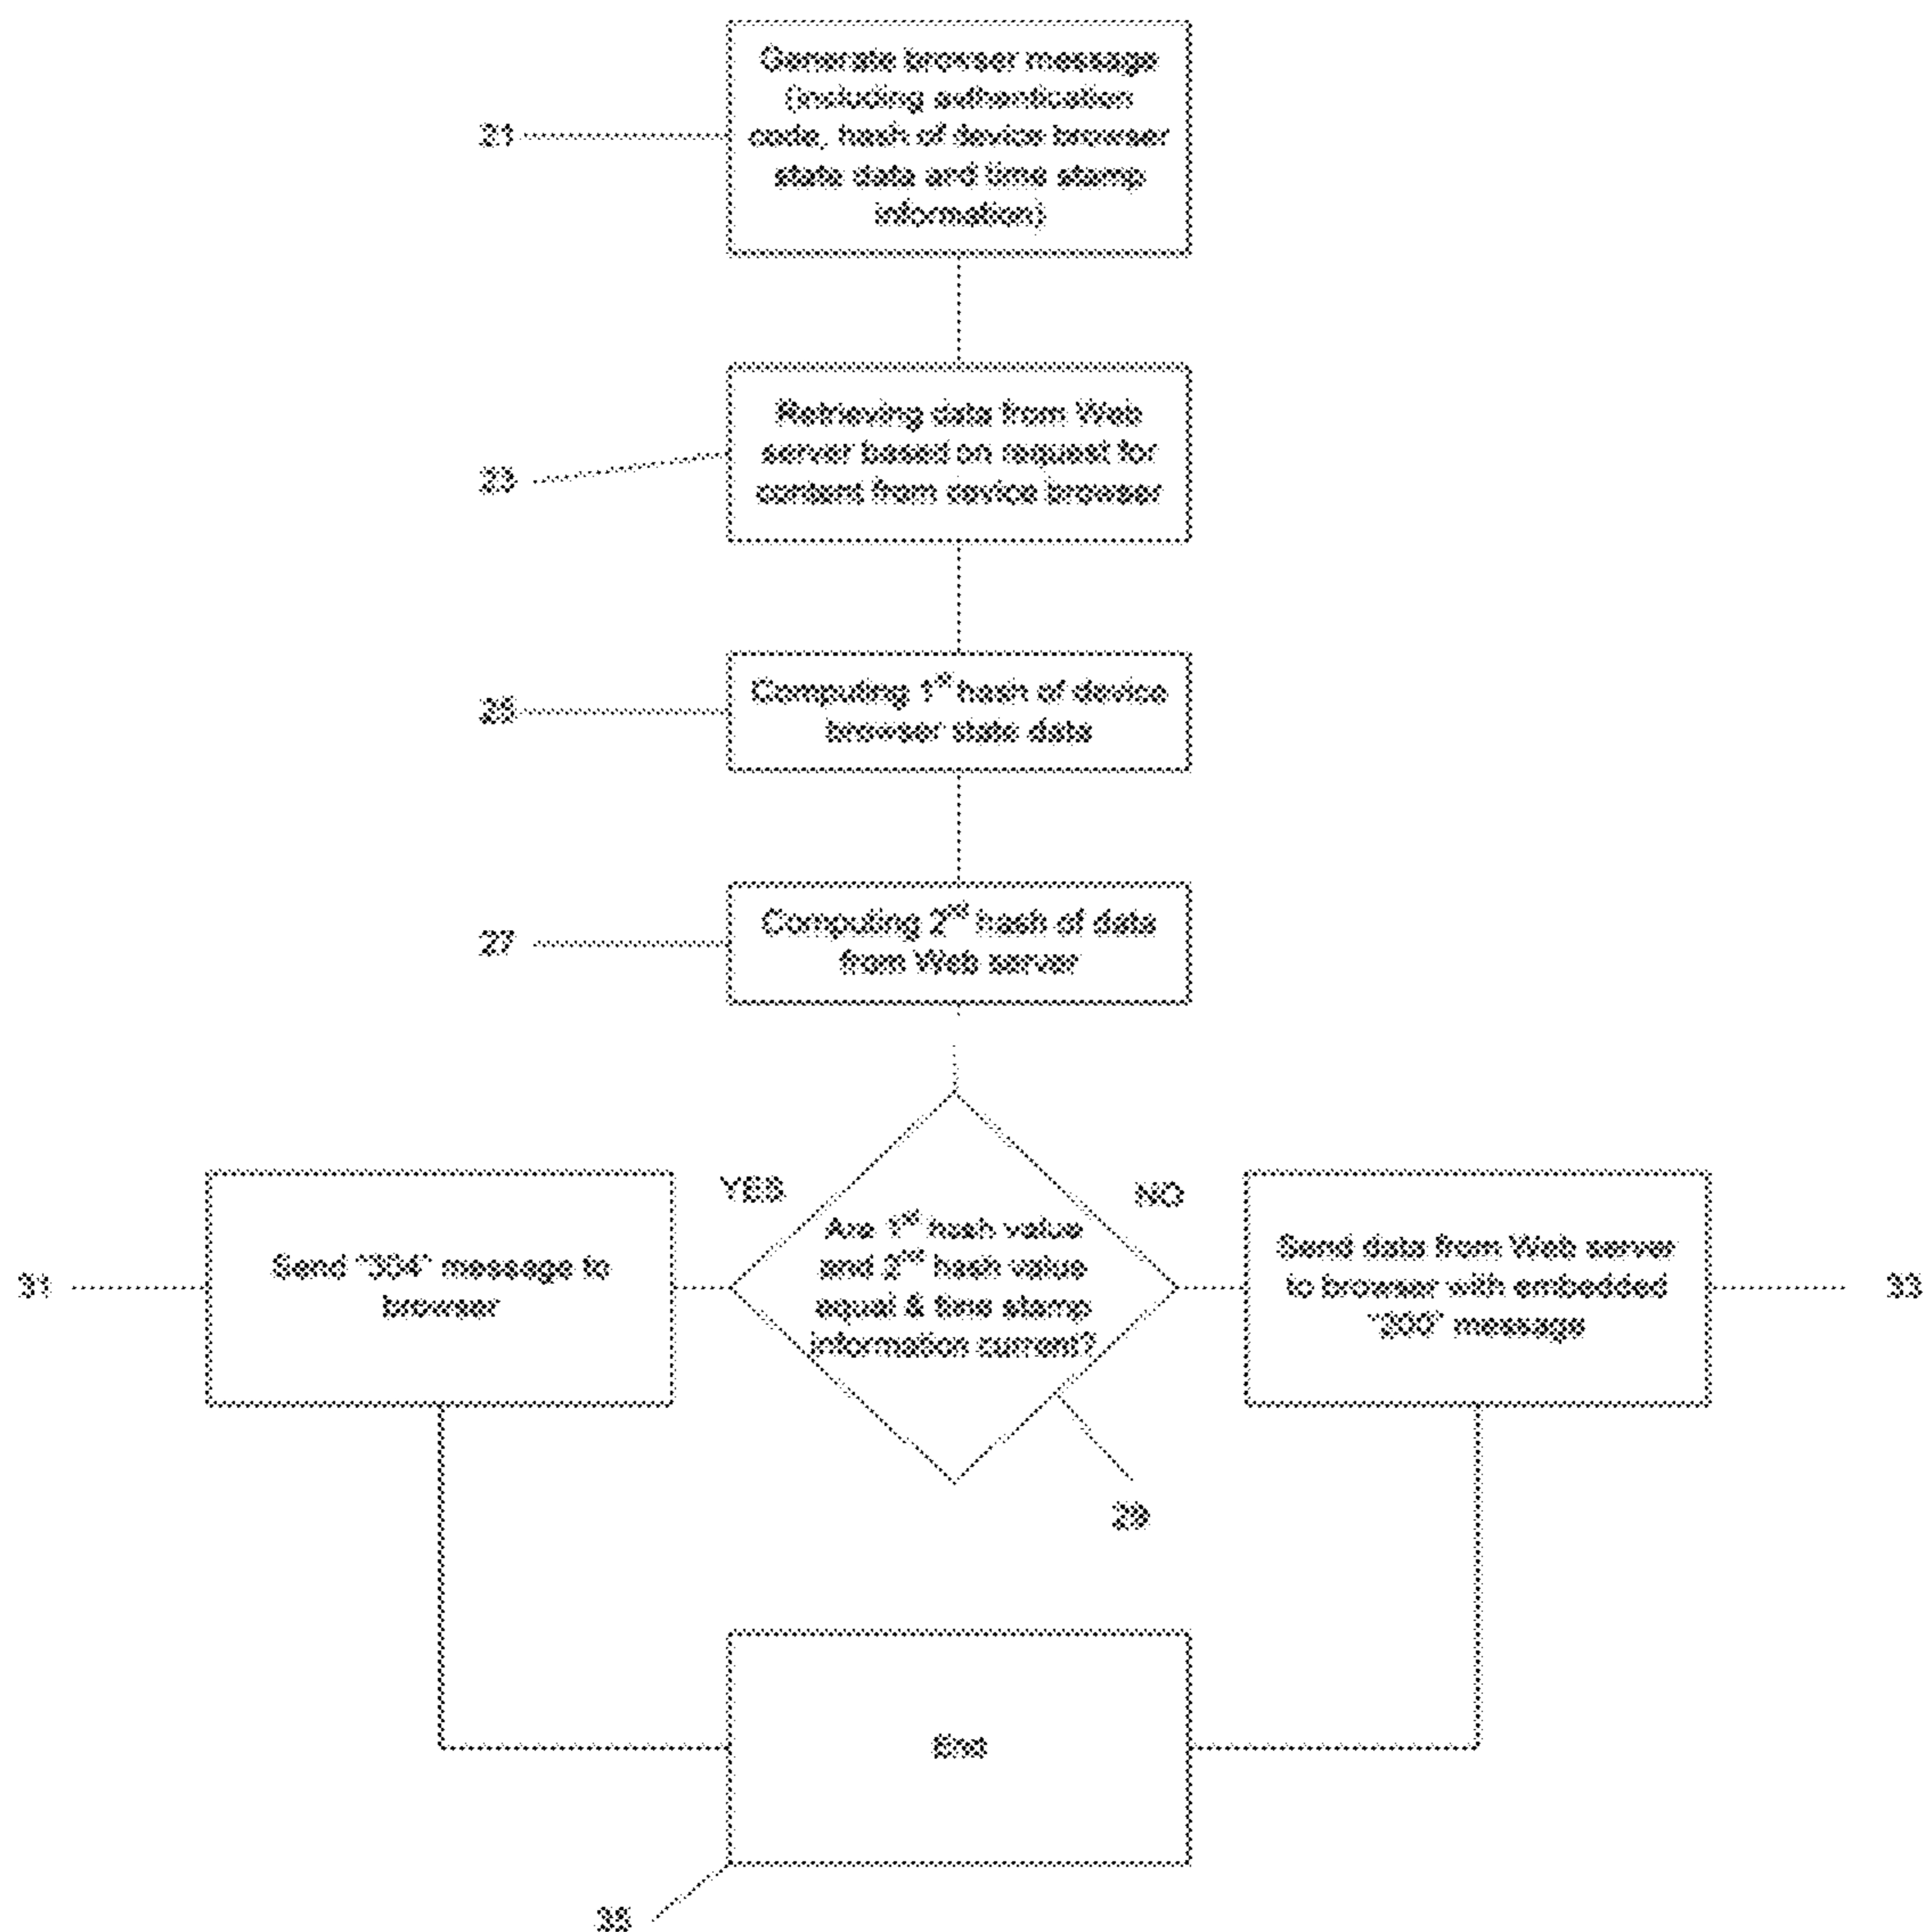 Generate browser message
(including authentication
code, hash of device browser
state data and time stamp
information)
21
Retrieving data from Web
server based on request for
content from device browser
23
Computing 1st hash of device
browser state data
25
Computing 2nd hash of data
from Web server
27
YES
NO
Are 1st hash value
and 2nd hash value
equal & time stamp
information current?
Send "304" message to
browser
31
Send data from Web server
to browser with embedded
"200" message
33
29
End